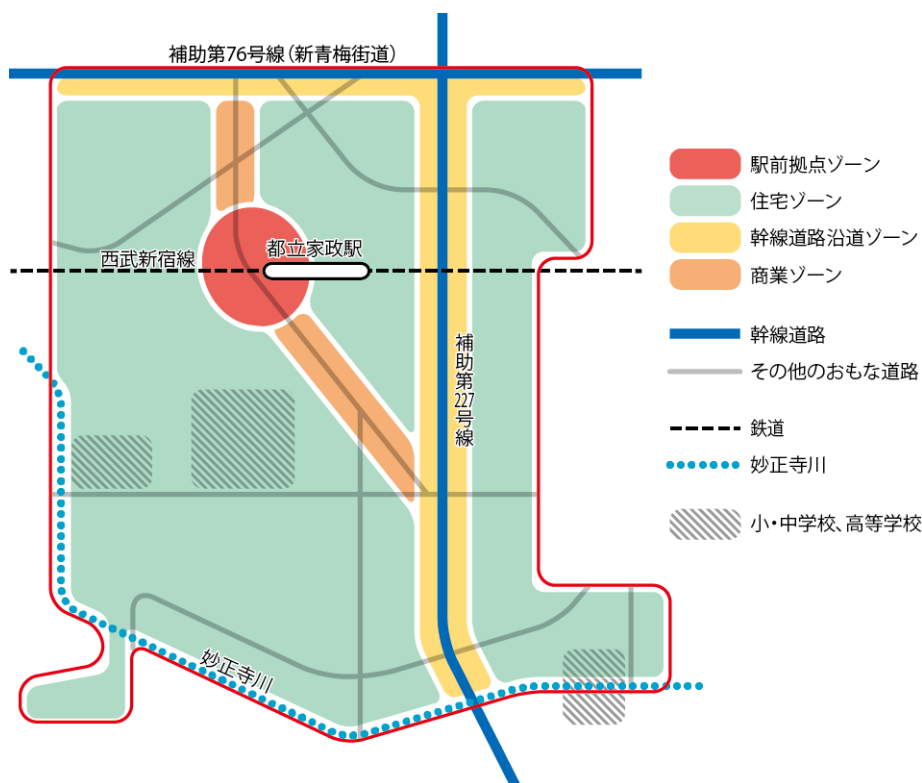 補助第76号線（新青梅街道）
西武新宿線
都立家政駅
補助第227号線
妙正寺川
駅前拠点ゾーン
住宅ゾーン
幹線道路沿道ゾーン
商業ゾーン
幹線道路
その他のおもな道路
鉄道
妙正寺川
小・中学校、高等学校